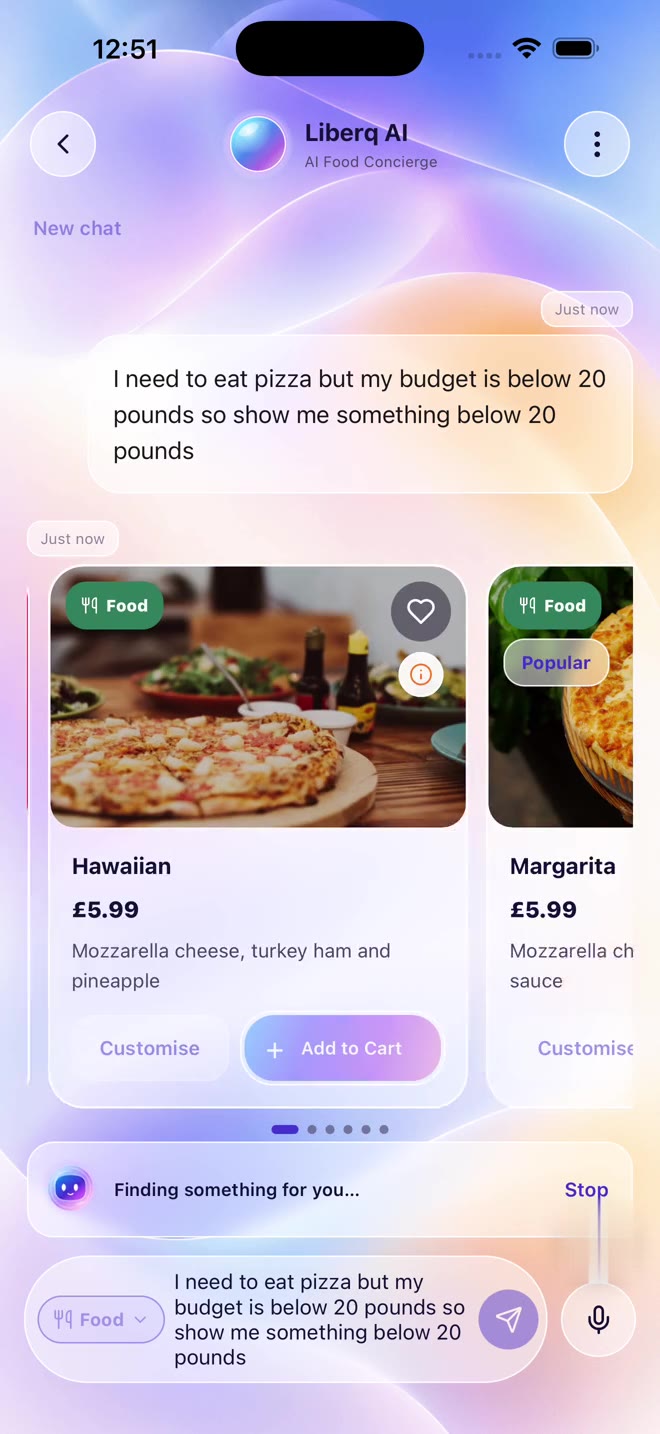 12:51
Liberq AI
AI Food Concierge
New chat
Just now
I need to eat pizza but my budget is below 20
pounds so show me something below 20
pounds
Just now
Food
Food
Popular
Hawaiian
Margarita
£5.99
£5.99
Mozzarella cheese, turkey ham and
pineapple
Mozzarella ch
sauce
Customise
+ Add to Cart
Customise
Finding something for you...
Stop
Food
I need to eat pizza but my
budget is below 20 pounds so
show me something below 20
pounds